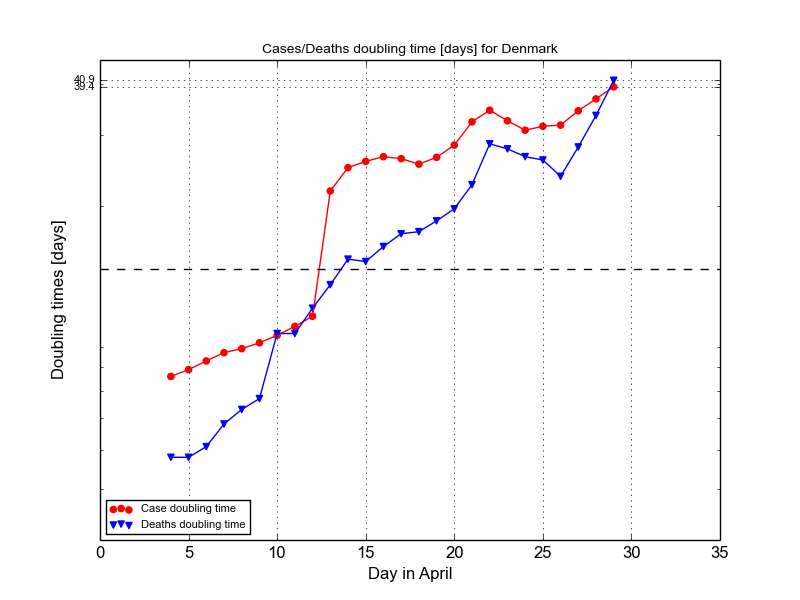 Cases/Deaths doubling time [days] for Denmark
40.9
39.4
Doubling times [days]
Case doubling time
Deaths doubling time
0 5 10 15 20 25 30 35
Day in April